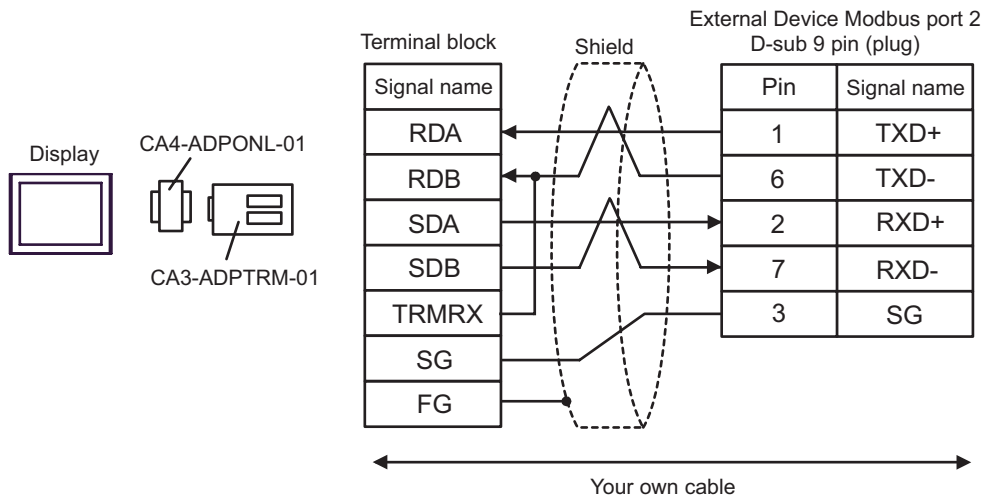 External Device Modbus port 2
D-sub 9 pin (plug)
Terminal block
Shield
Signal name
Pin
Signal name
RDA
1
TXD+
Display
CA4-ADPONL-01
RDB
6
TXD-
SDA
2
RXD+
SDB
7
RXD-
CA3-ADPTRM-01
TRMRX
3
SG
SG
FG
Your own cable